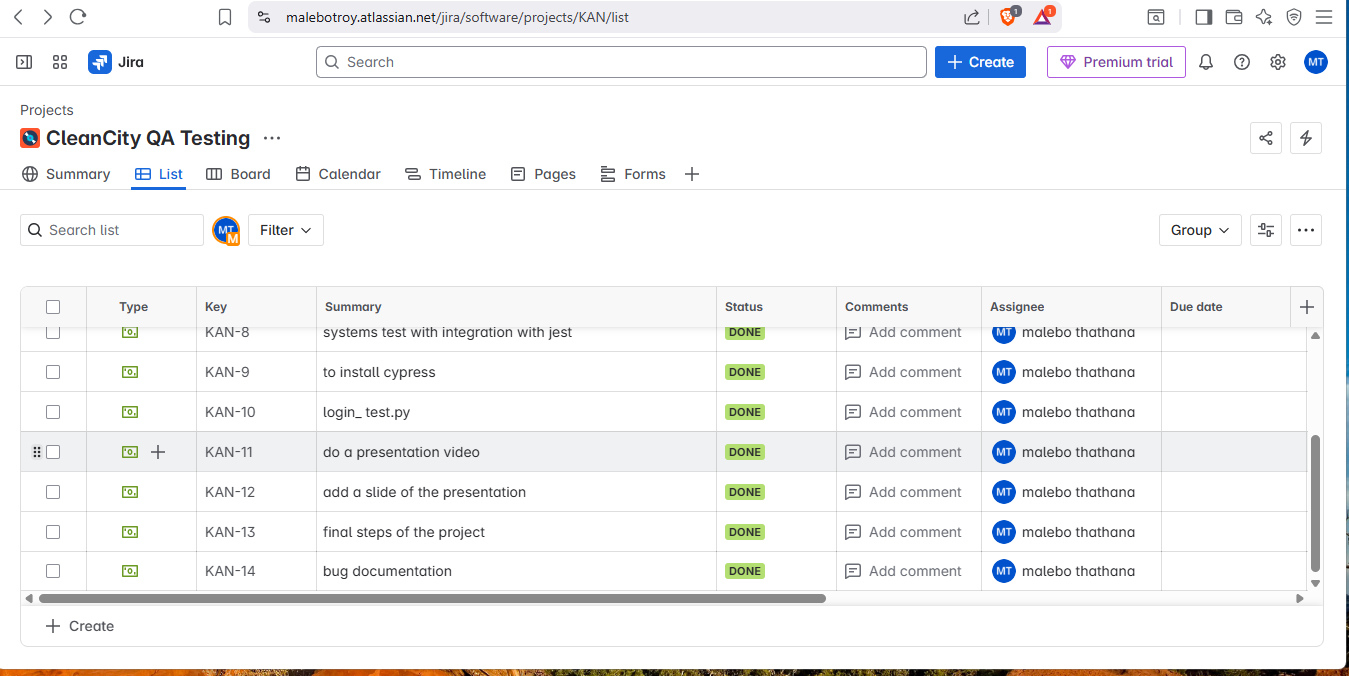 malebotroy.atlassian.net/jira/software/projects/KAN/list
1
1
Jira
Search
Create
Premium trial
MT
Projects
CleanCity QA Testing
Summary
List
Board
Calendar
Timeline
Pages
Forms
Search list
MT
M
Filter
Group
Type Key Summary Status Comments Assignee Due date
KAN-8 systems test with integration with jest DONE Add comment MT malebo thathana
KAN-9 to install cypress DONE Add comment MT malebo thathana
KAN-10 login_ test.py DONE Add comment MT malebo thathana
KAN-11 do a presentation video DONE Add comment MT malebo thathana
KAN-12 add a slide of the presentation DONE Add comment MT malebo thathana
KAN-13 final steps of the project DONE Add comment MT malebo thathana
KAN-14 bug documentation DONE Add comment MT malebo thathana
Create